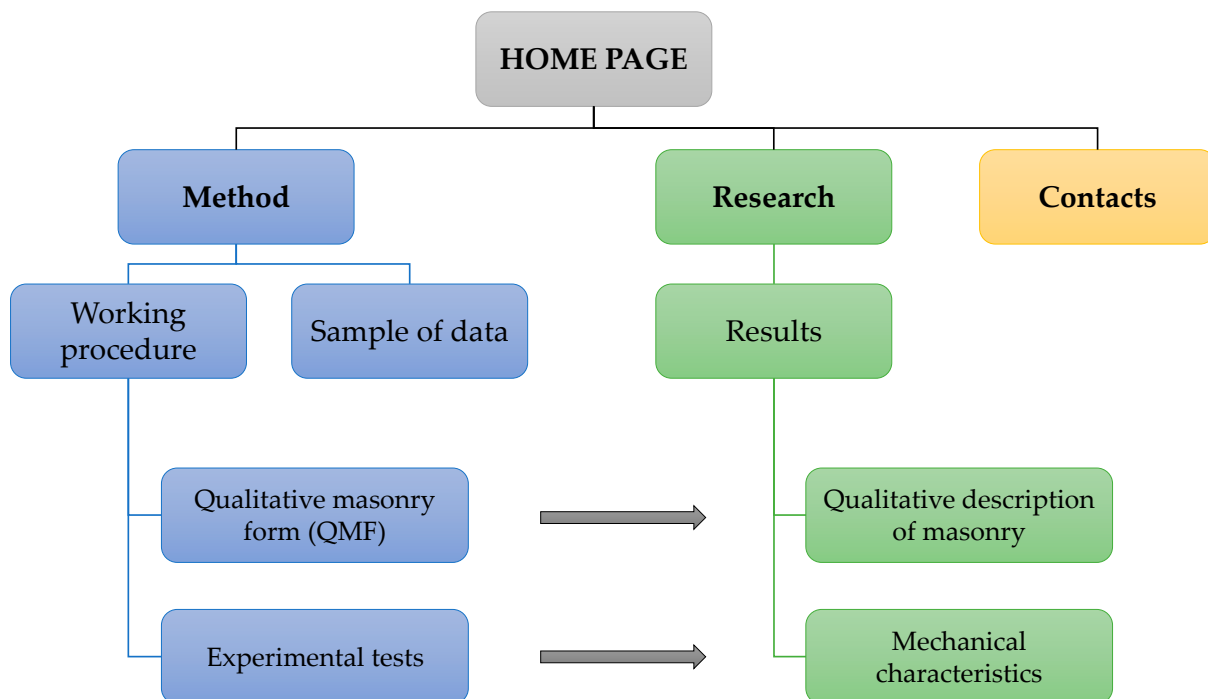 HOME PAGE
Method
Research
Contacts
Working
procedure
Sample of data
Results
Qualitative masonry
form (QMF)
Qualitative description
of masonry
Experimental tests
Mechanical
characteristics